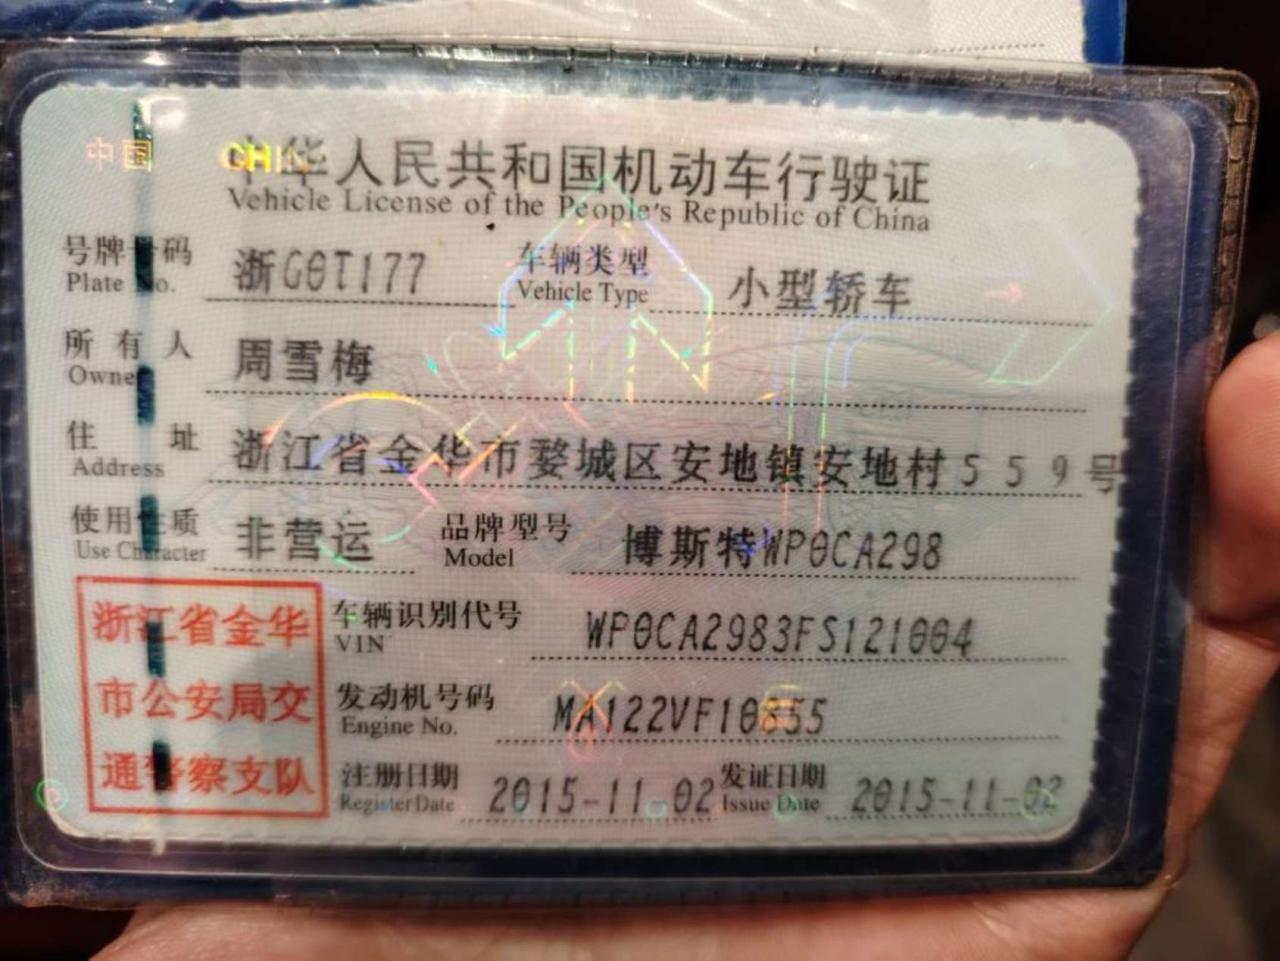 中国 CHINA
中华人民共和国机动车行驶证
Vehicle License of the People's Republic of China
号牌号码 浙G0T177 车辆类型 小型轿车
Plate No. Vehicle Type
所有人 周雪梅
Owner
住址 浙江省金华市婺城区安地镇安地村559号
Address
使用性质 非营运 品牌型号 博斯特WP0CA298
Use Character Model
浙江省金华
市公安局交
通警察支队
车辆识别代号 WP0CA2983FS121004
VIN
发动机号码 MA122VF10855
Engine No.
注册日期 2015-11-02 发证日期 2015-11-02
Register Date Issue Date